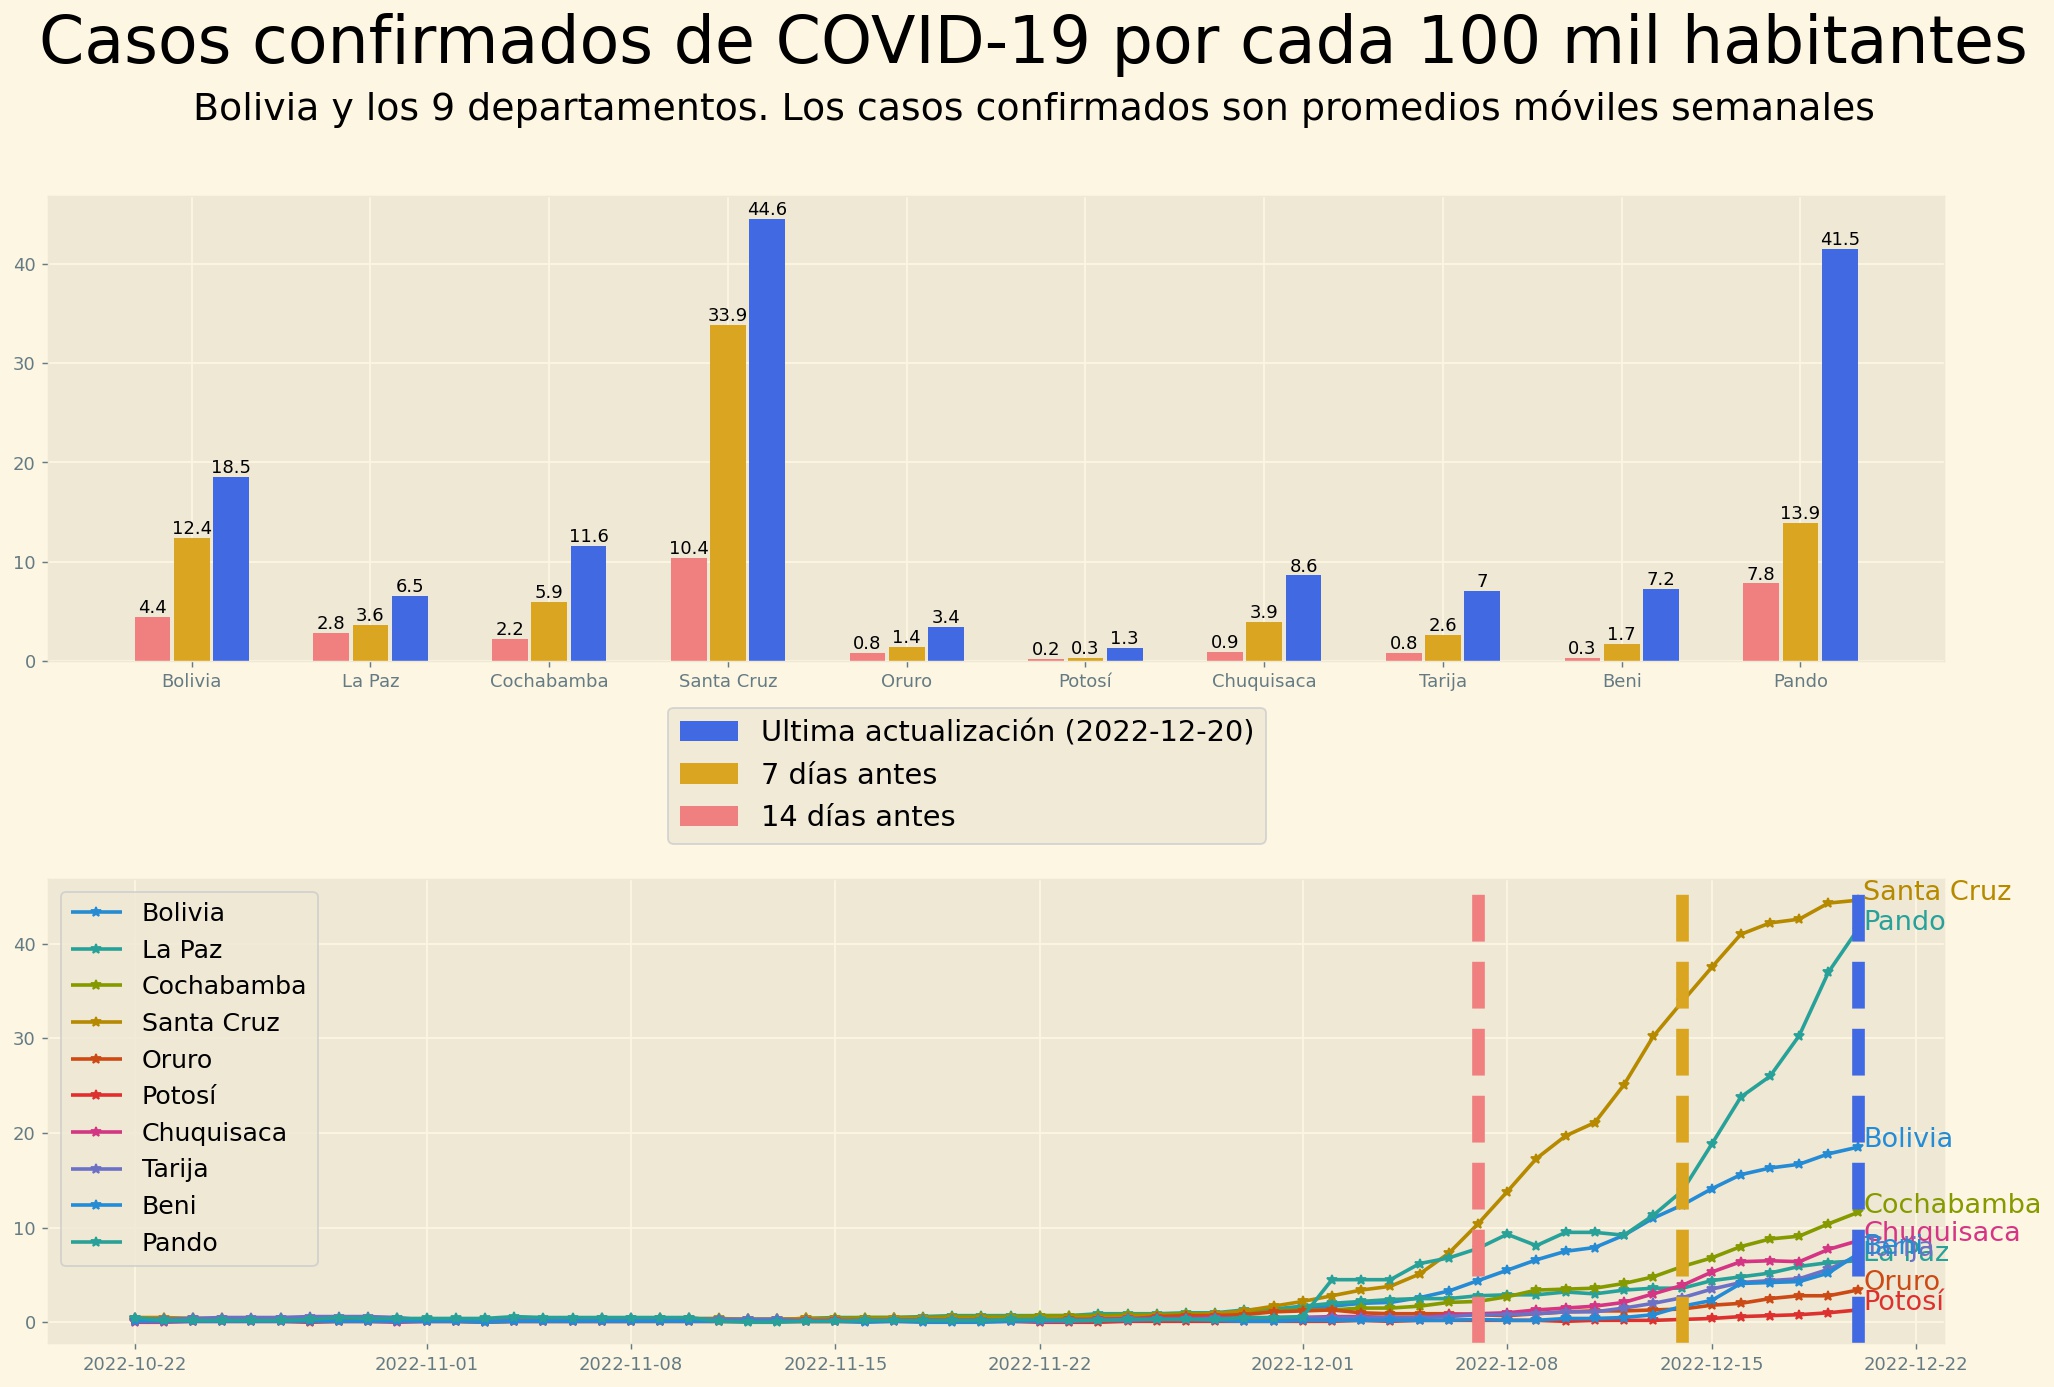 Casos confirmados de COVID-19 por cada 100 mil habitantes
Bolivia y los 9 departamentos. Los casos confirmados son promedios móviles semanales
40
30
20
10
0
4.4 12.4 18.5
2.8 3.6 6.5
2.2 5.9 11.6
10.4 33.9 44.6
0.8 1.4 3.4
0.2 0.3 1.3
0.9 3.9 8.6
0.8 2.6 7
0.3 1.7 7.2
7.8 13.9 41.5
Bolivia La Paz Cochabamba Santa Cruz Oruro Potosí Chuquisaca Tarija Beni Pando
Ultima actualización (2022-12-20)
7 días antes
14 días antes
40
30
20
10
0
Bolivia
La Paz
Cochabamba
Santa Cruz
Oruro
Potosí
Chuquisaca
Tarija
Beni
Pando
Santa Cruz
Pando
Bolivia
Cochabamba
Chuquisaca
Beni
Tarija
La Paz
Oruro
Potosí
2022-10-22 2022-11-01 2022-11-08 2022-11-15 2022-11-22 2022-12-01 2022-12-08 2022-12-15 2022-12-22